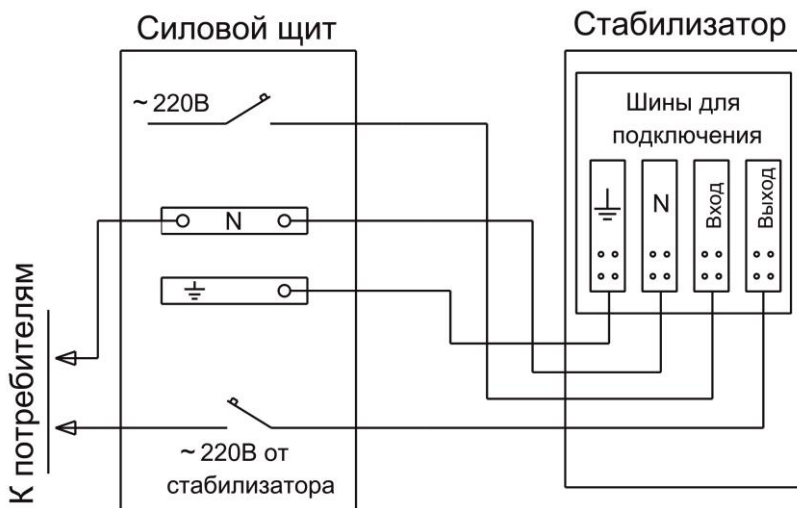 Силовой щит
Стабилизатор
~ 220В
Шины для
подключения
N
N
Вход
Выход
К потребителям
~ 220В от
стабилизатора